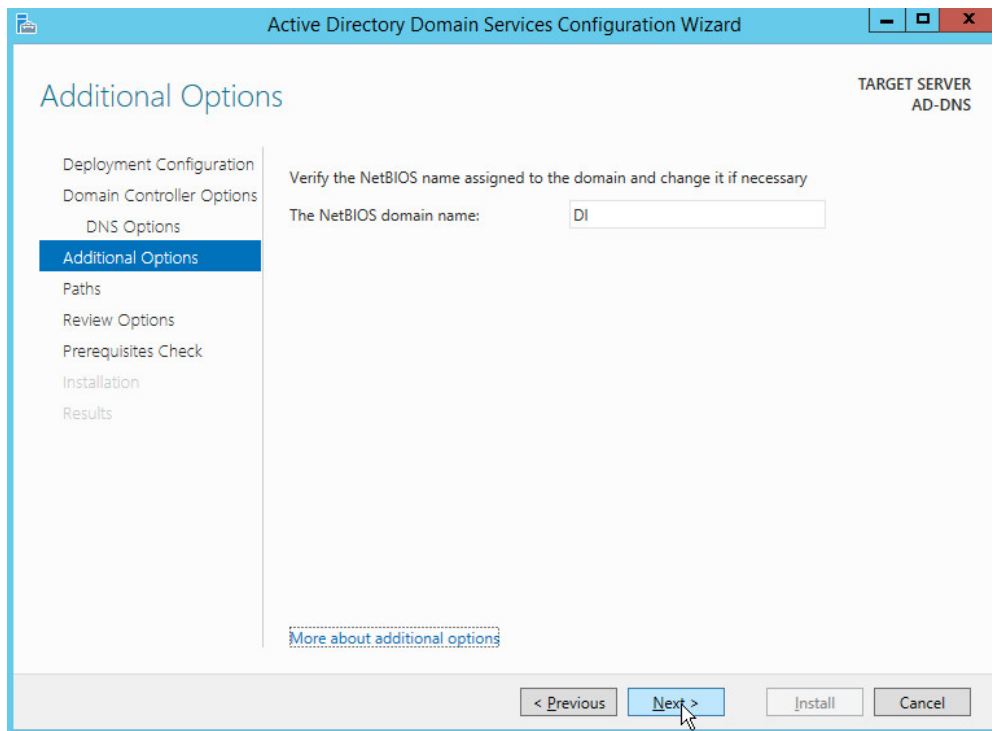 Active Directory Domain Services Configuration Wizard
Additional Options
TARGET SERVER
AD-DNS
Deployment Configuration
Domain Controller Options
DNS Options
Additional Options
Paths
Review Options
Prerequisites Check
Installation
Results
Verify the NetBIOS name assigned to the domain and change it if necessary
The NetBIOS domain name: DI
More about additional options
< Previous Next > Install Cancel